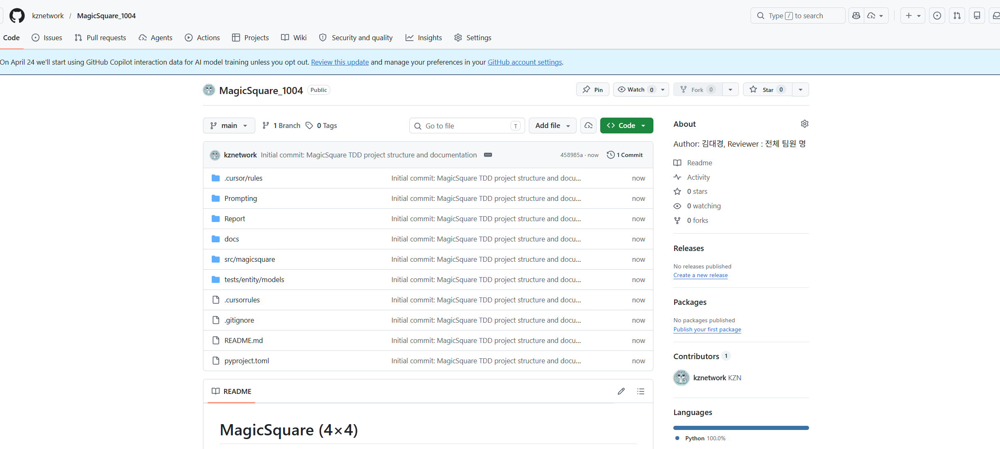 kznetwork / MagicSquare_1004
Type / to search
Code Issues Pull requests Agents Actions Projects Wiki Security and quality Insights Settings
On April 24 we'll start using GitHub Copilot interaction data for AI model training unless you opt out. Review this update and manage your preferences in your GitHub account settings.
MagicSquare_1004 Public
Pin Watch 0 Fork 0 Star 0
main 1 Branch 0 Tags
Go to file T
Add file
Code
kznetwork Initial commit: MagicSquare TDD project structure and documentation 458985a · now 1 Commit
.cursor/rules Initial commit: MagicSquare TDD project structure and docu... now
Prompting Initial commit: MagicSquare TDD project structure and docu... now
Report Initial commit: MagicSquare TDD project structure and docu... now
docs Initial commit: MagicSquare TDD project structure and docu... now
src/magicsquare Initial commit: MagicSquare TDD project structure and docu... now
tests/entity/models Initial commit: MagicSquare TDD project structure and docu... now
.cursorrules Initial commit: MagicSquare TDD project structure and docu... now
.gitignore Initial commit: MagicSquare TDD project structure and docu... now
README.md Initial commit: MagicSquare TDD project structure and docu... now
pyproject.toml Initial commit: MagicSquare TDD project structure and docu... now
README
MagicSquare (4×4)
About
Author: 김대경, Reviewer : 전체 팀원 명
Readme
Activity
0 stars
0 watching
0 forks
Releases
No releases published
Create a new release
Packages
No packages published
Publish your first package
Contributors 1
kznetwork KZN
Languages
Python 100.0%